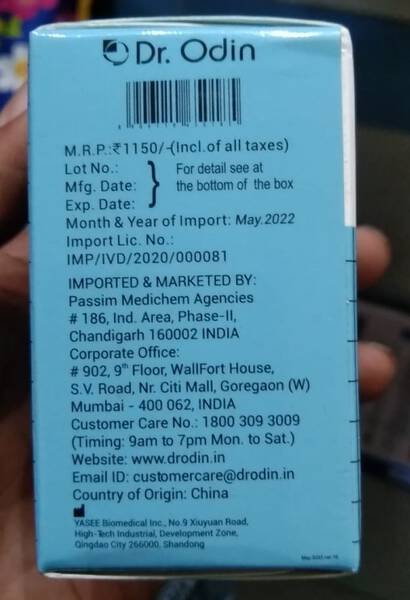 Dr. Odin
M.R.P.:₹1150/-(Incl.of all taxes)
Lot No.:
Mfg. Date:
Exp. Date:
For detail see at
the bottom of the box
Month & Year of Import: May.2022
Import Lic. No.:
IMP/IVD/2020/000081
IMPORTED & MARKETED BY:
Passim Medichem Agencies
# 186, Ind. Area, Phase-II,
Chandigarh 160002 INDIA
Corporate Office:
# 902, 9th Floor, WallFort House,
S.V. Road, Nr. Citi Mall, Goregaon (W)
Mumbai - 400 062, INDIA
Customer Care No.: 1800 309 3009
(Timing: 9am to 7pm Mon. to Sat.)
Website: www.drodin.in
Email ID: customercare@drodin.in
Country of Origin: China
YASEE Biomedical Inc., No.9 Xiuyuan Road,
High-Tech Industrial, Development Zone,
Qingdao City 266000, Shandong